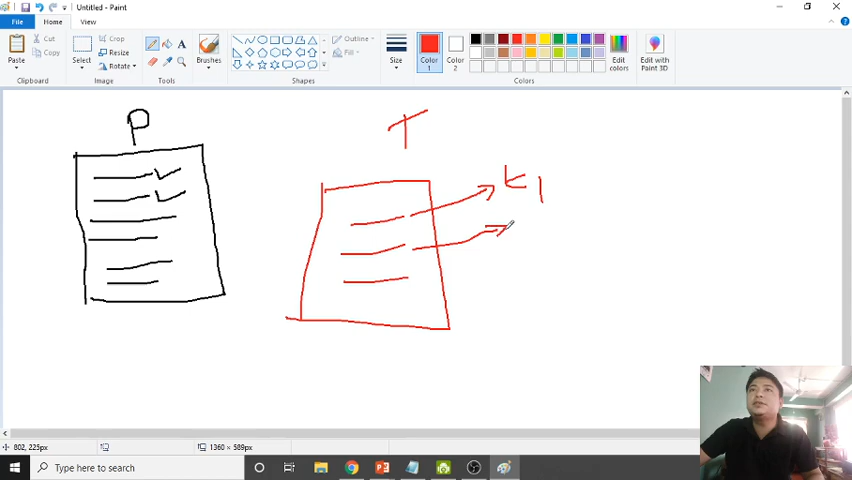 Untitled - Paint
File
Home
View
Paste
Cut
Copy
Clipboard
Select
Crop
Resize
Rotate
Image
Tools
Brushes
Shapes
Outline
Fill
Size
Color 1
Color 2
Colors
Edit colors
Edit with Paint 3D
P
T
t1
802, 225px
1360 × 589px
Type here to search